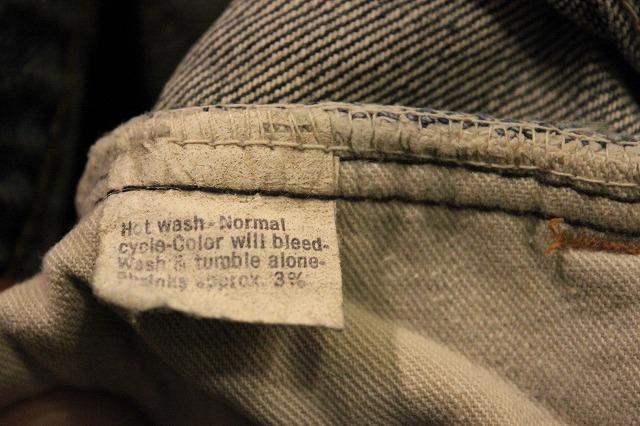 Hot wash-Normal
cycle-Color will bleed-
Wash & tumble alone-
Shrinks approx. 3%